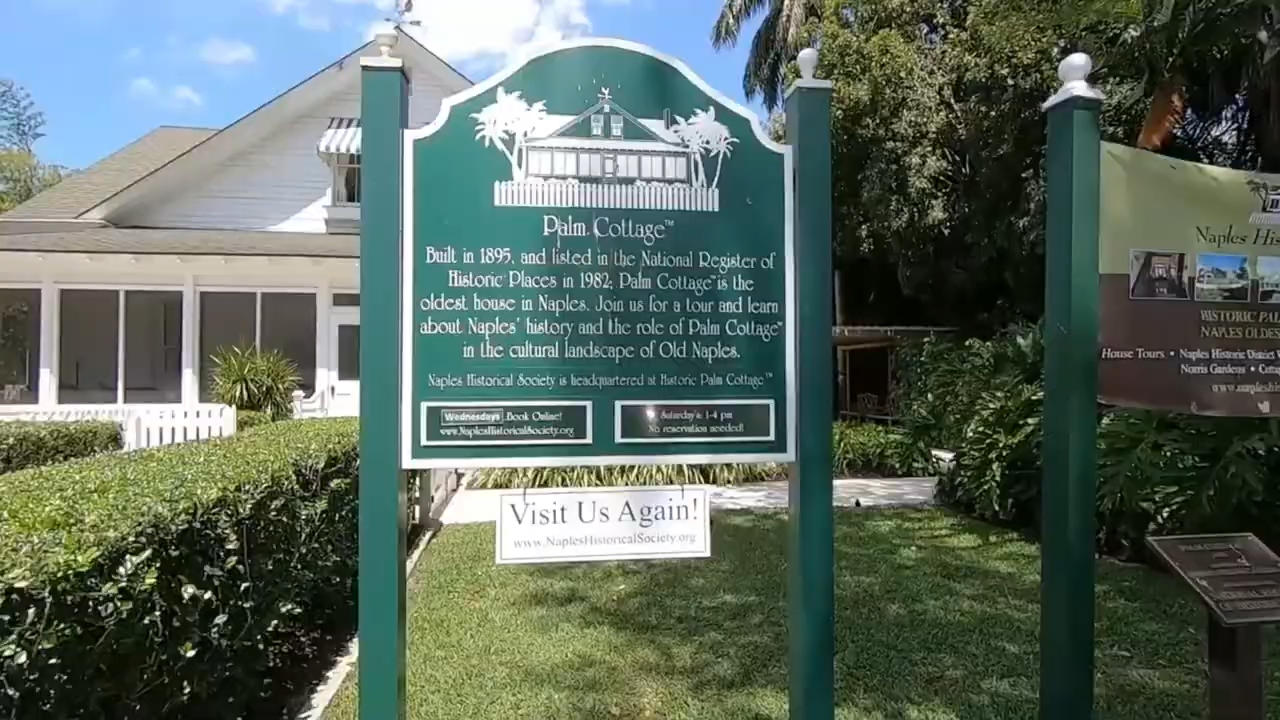 Palm Cottage™
Built in 1895, and listed in the National Register of
Historic Places in 1982; Palm Cottage™ is the
oldest house in Naples. Join us for a tour and learn
about Naples' history and the role of Palm Cottage™
in the cultural landscape of Old Naples.
Naples Historical Society is headquartered at Historic Palm Cottage™
Wednesdays Book Online!
www.NaplesHistoricalSociety.org
Saturday's 1-4 pm
No reservation needed!
Visit Us Again!
www.NaplesHistoricalSociety.org
Naples
HISTORIC
NAPLES
House Tours • Naples Historic District
Norris Gardens •